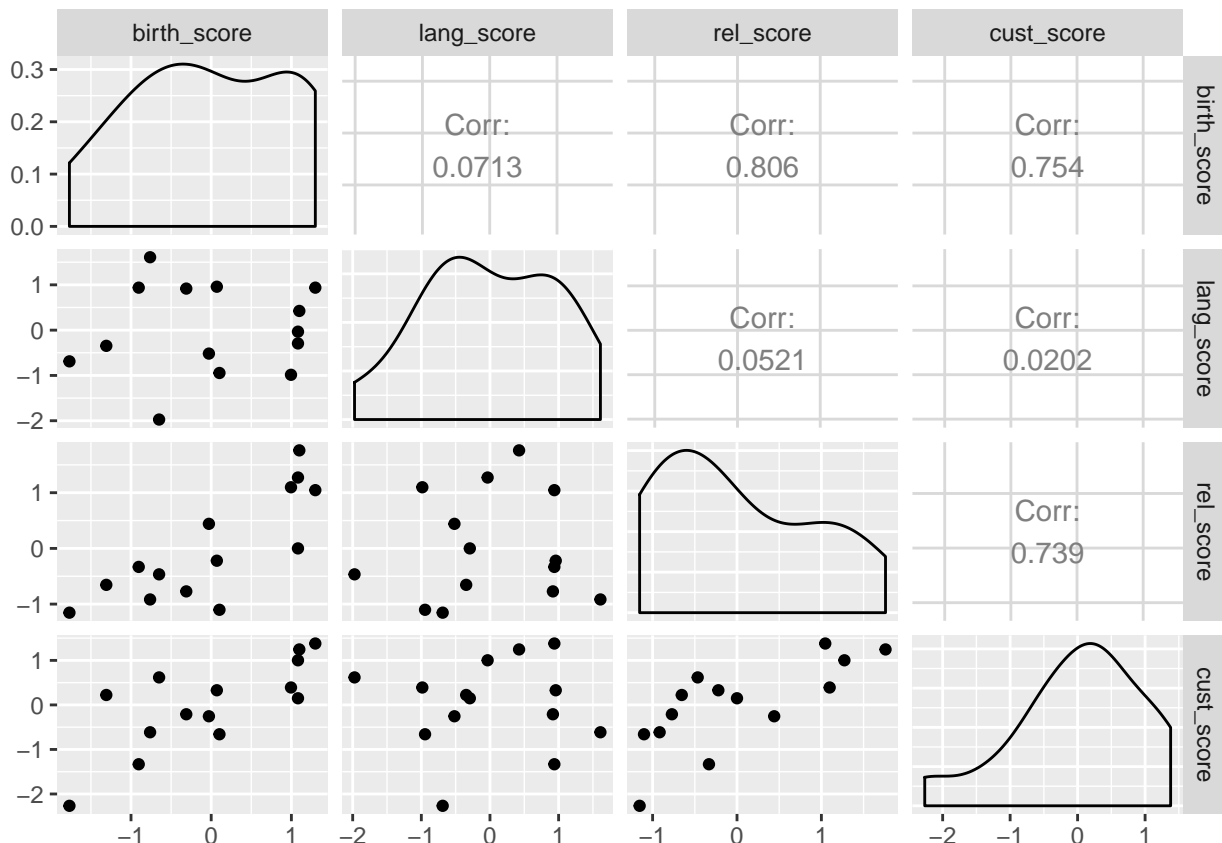 birth_score lang_score rel_score cust_score
0.3
0.2
0.1
0.0
Corr:
0.0713
Corr:
0.806
Corr:
0.754
birth_score
1
0
−1
−2
Corr:
0.0521
Corr:
0.0202
lang_score
1
0
−1
Corr:
0.739
rel_score
1
0
−1
−2
cust_score
−1 0 1 −2 −1 0 1 −1 0 1 −2 −1 0 1